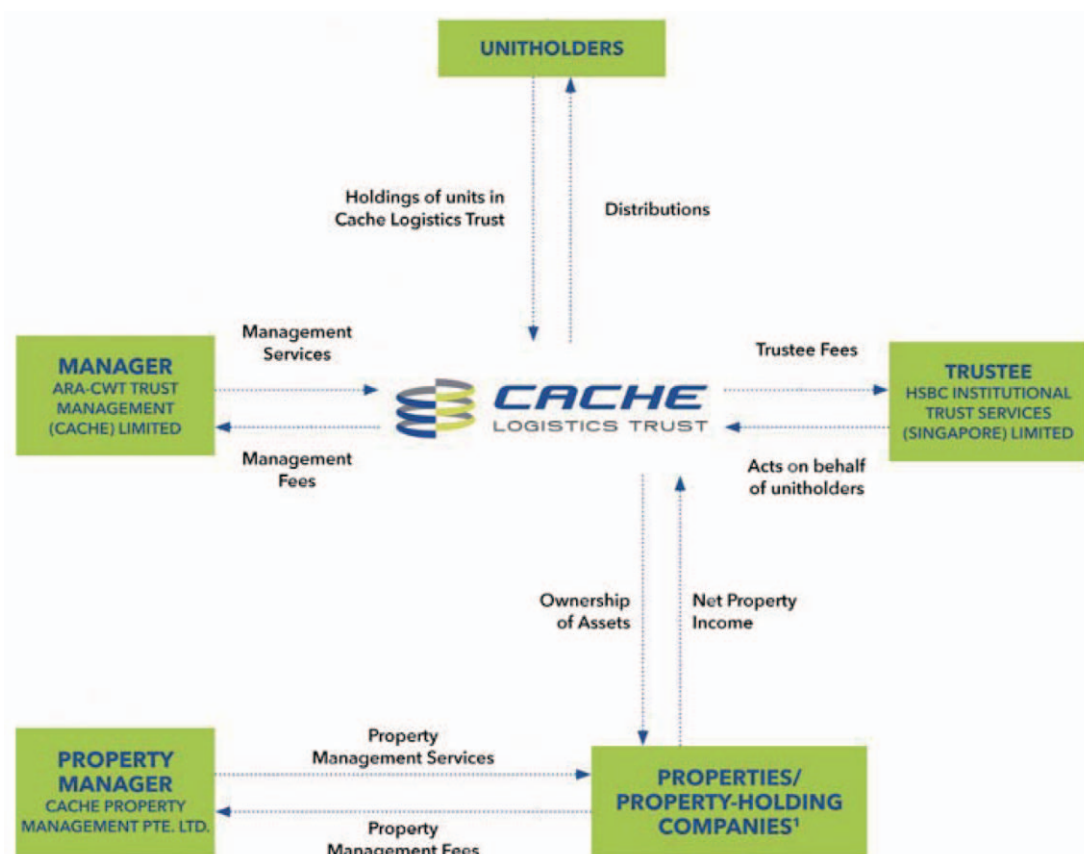 UNITHOLDERS
Holdings of units in
Cache Logistics Trust
Distributions
Management
Services
Trustee Fees
MANAGER
ARA-CWT TRUST
MANAGEMENT
(CACHE) LIMITED
CACHE
LOGISTICS TRUST
TRUSTEE
HSBC INSTITUTIONAL
TRUST SERVICES
(SINGAPORE) LIMITED
Management
Fees
Acts on behalf
of unitholders
Ownership
of Assets
Net Property
Income
Property
Management Services
PROPERTY
MANAGER
CACHE PROPERTY
MANAGEMENT PTE. LTD.
PROPERTIES/
PROPERTY-HOLDING
COMPANIES¹
Property
Management Fees